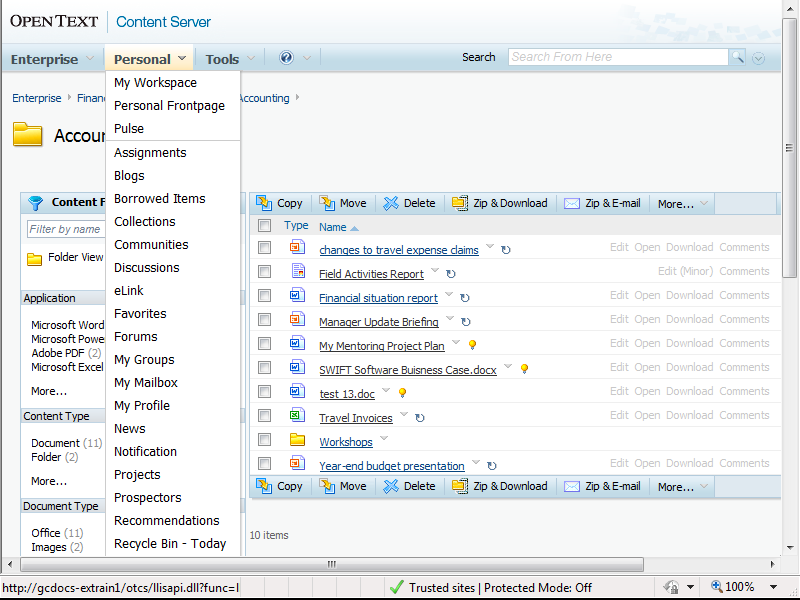 OPEN TEXT Content Server
Enterprise Personal Tools ? Search Search From Here
My Workspace
Personal Frontpage
Pulse
Assignments
Blogs
Borrowed Items
Collections
Communities
Discussions
eLink
Favorites
Forums
My Groups
My Mailbox
My Profile
News
Notification
Projects
Prospectors
Recommendations
Recycle Bin - Today
Enterprise Accounting
Content
Filter by name
Folder View
Application
Microsoft Word
Microsoft
Adobe PDF (2)
Microsoft Excel
More...
Content Type
Document (11)
Folder (2)
More...
Document Type
Office (11)
Images (2)
Copy Move Delete Zip & Download Zip & E-mail More...
Type Name
changes to travel expense claims Edit Open Download Comments
Field Activities Report Edit (Minor) Comments
Financial situation report Edit Open Download Comments
Manager Update Briefing Edit Open Download Comments
My Mentoring Project Plan Edit Open Download Comments
SWIFT Software Buisness Case.docx Edit Open Download Comments
test 13.doc Edit Open Download Comments
Travel Invoices Edit Open Download Comments
Workshops
Year-end budget presentation Edit Open Download Comments
Copy Move Delete Zip & Download Zip & E-mail More...
10 items
http://gcdocs-extrain1/otcs/llisapi.dll?func=l Trusted sites | Protected Mode: Off 100%